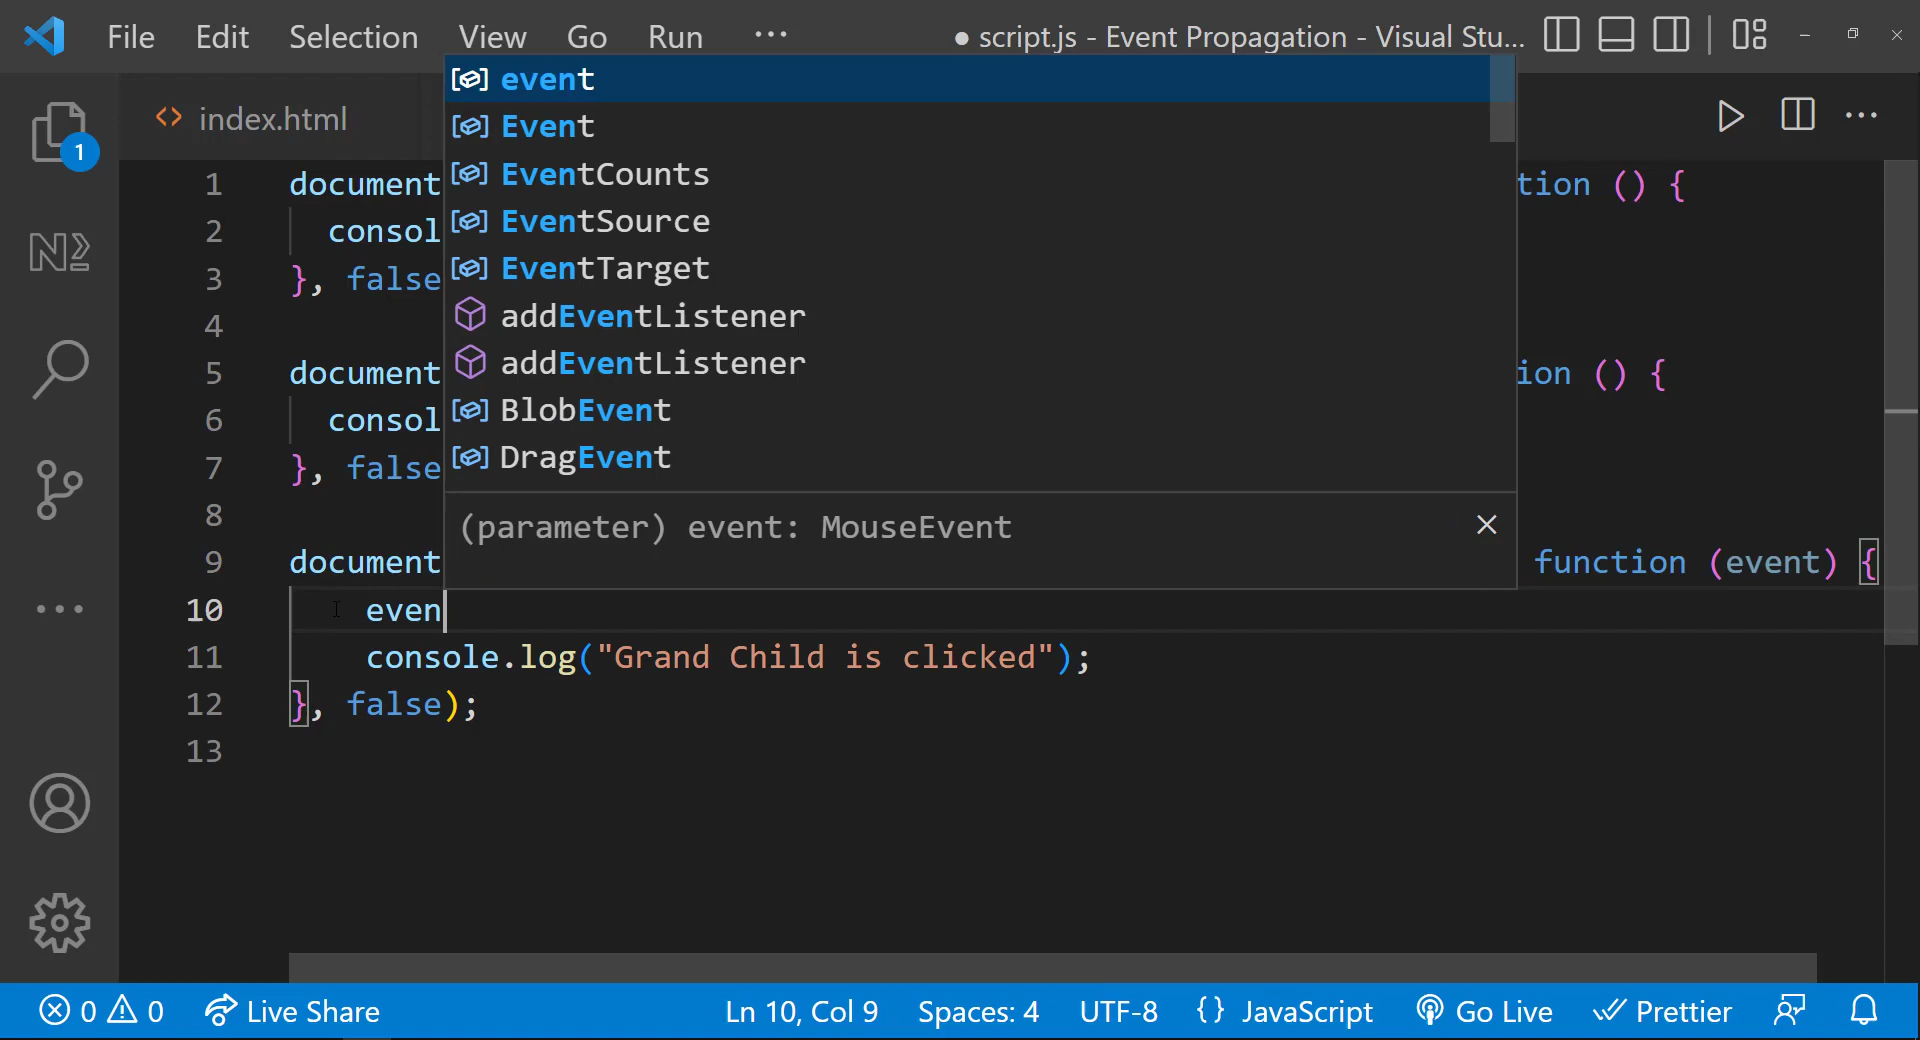 File Edit Selection View Go Run ··· ● script.js - Event Propagation - Visual Stu...
index.html
1
event
Event
EventCounts
EventSource
EventTarget
addEventListener
addEventListener
BlobEvent
DragEvent
(parameter) event: MouseEvent
1 document tion () {
2 consol
3 }, false
4
5 document ion () {
6 consol
7 }, false
8
9 document function (event) {
10 even
11 console.log("Grand Child is clicked");
12 }, false);
13
0 0 Live Share Ln 10, Col 9 Spaces: 4 UTF-8 {} JavaScript Go Live Prettier